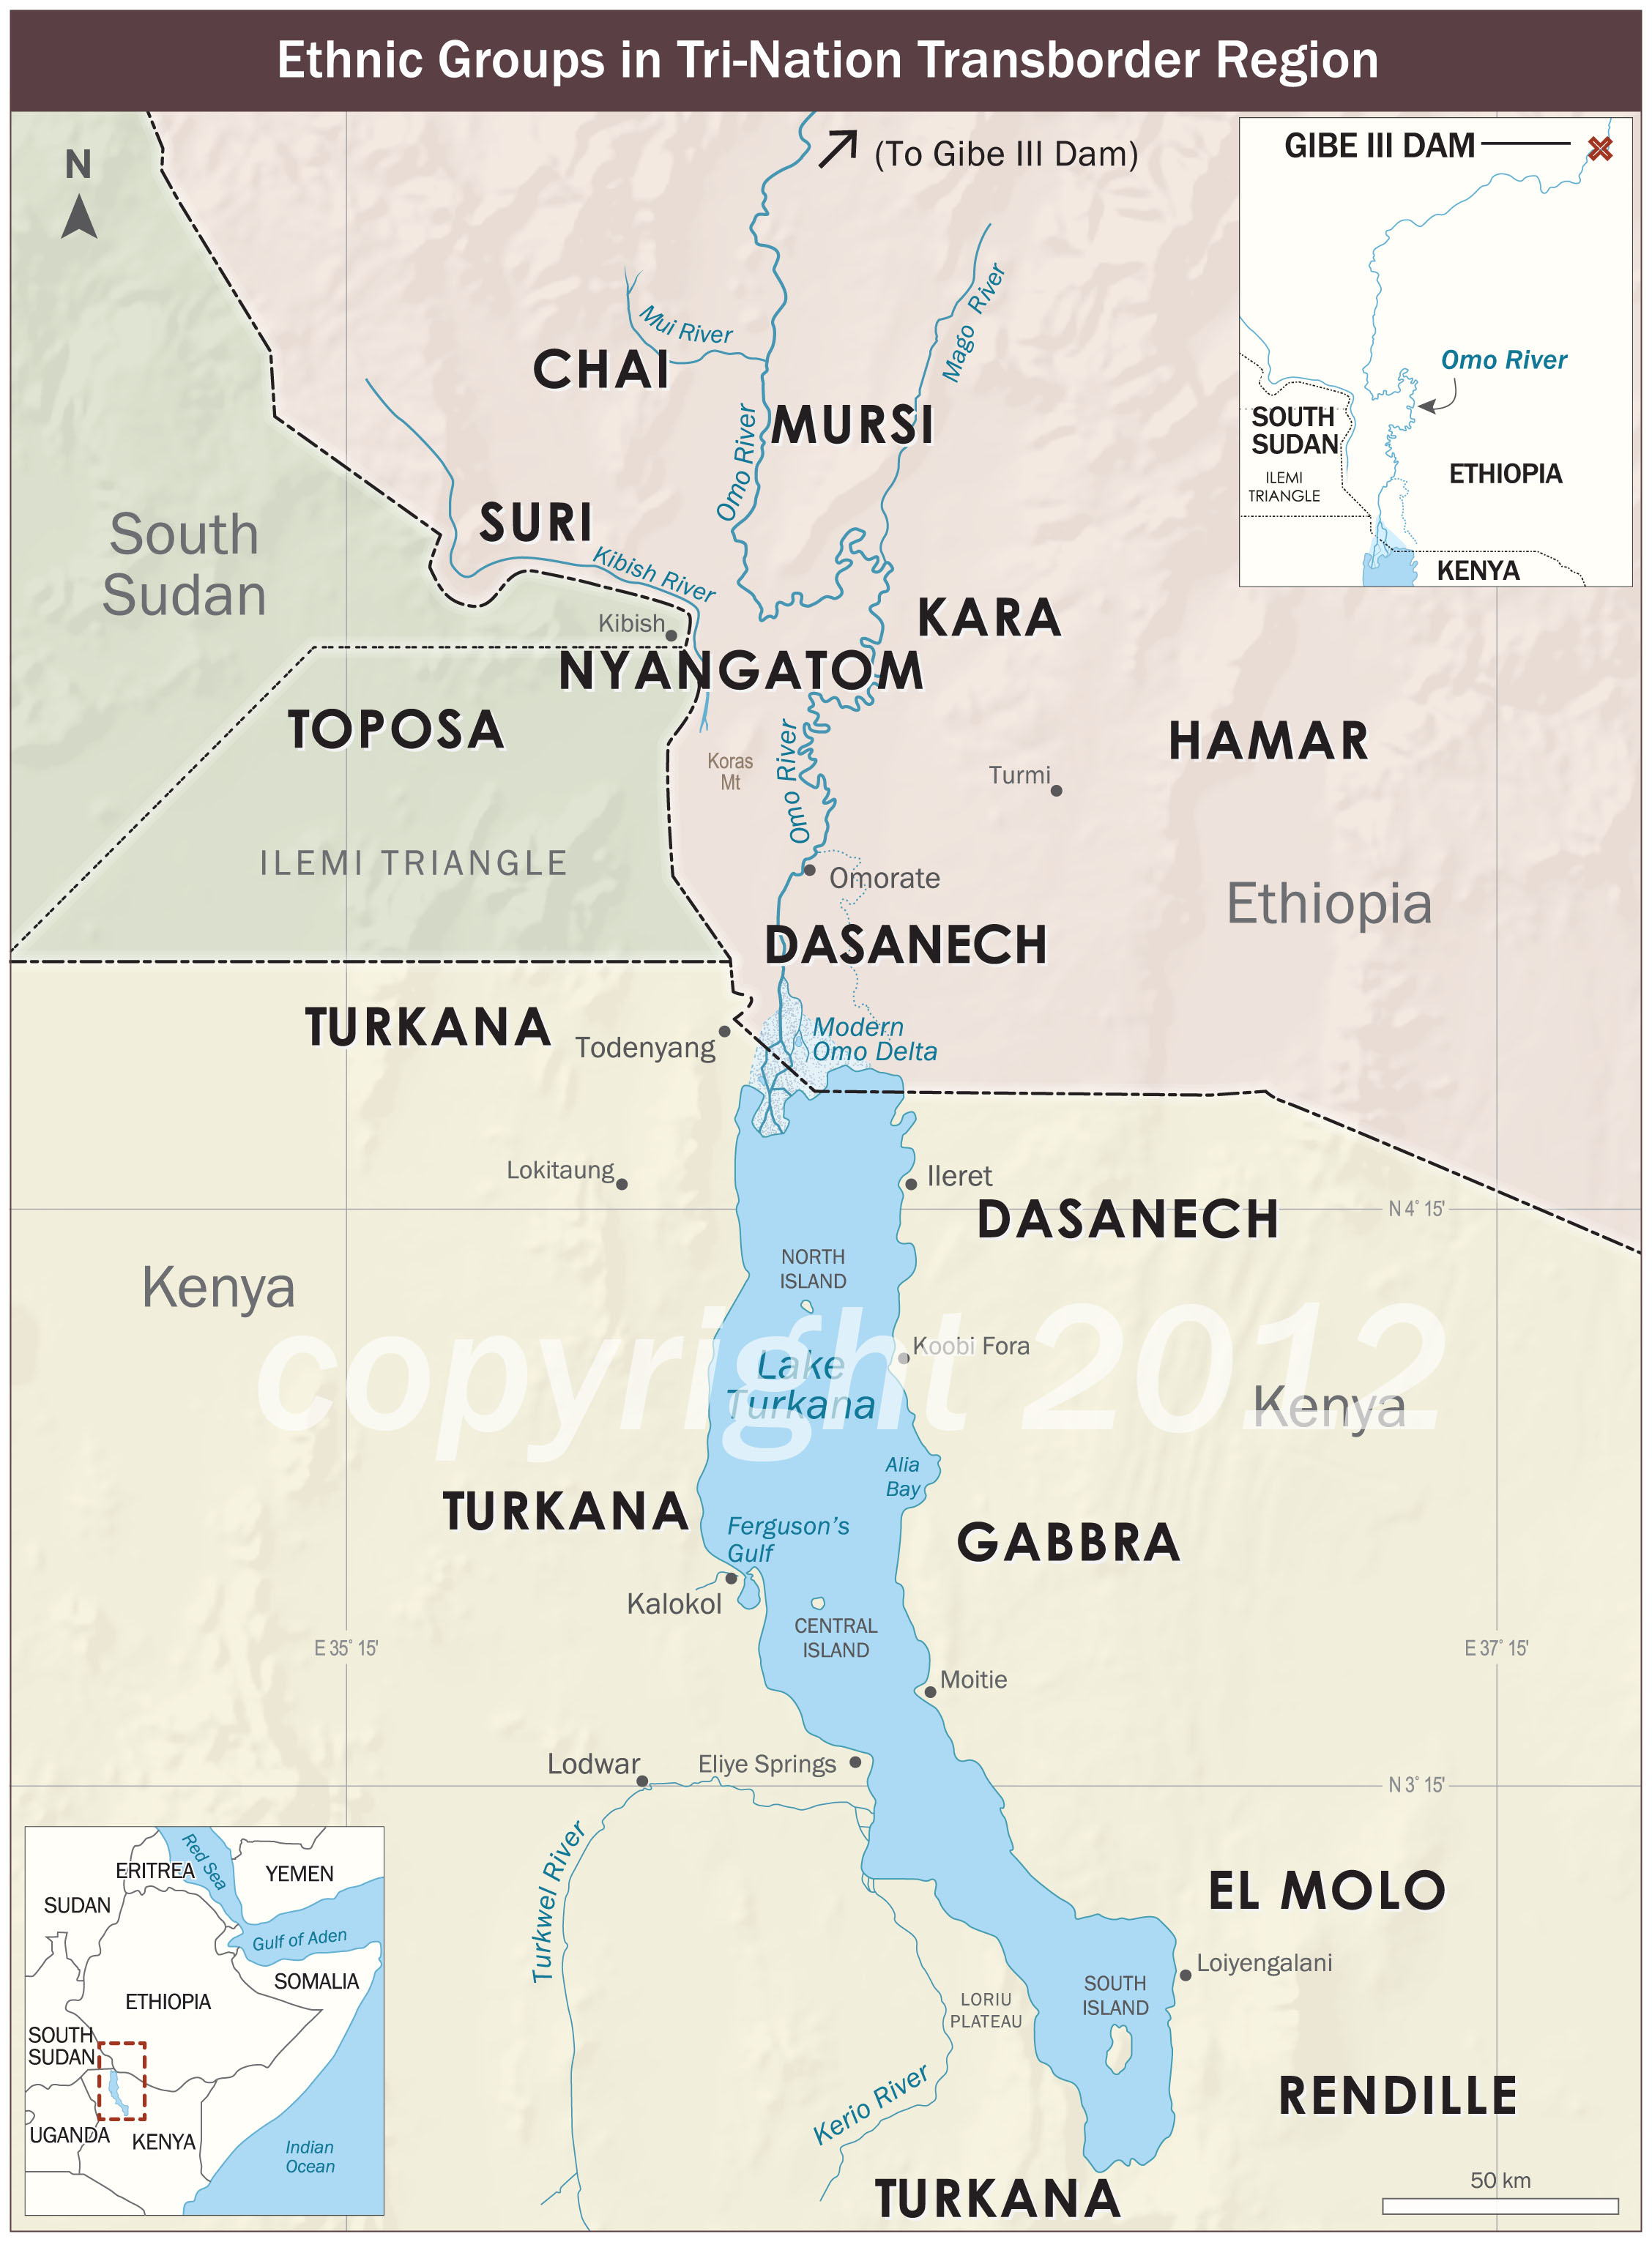 Ethnic Groups in Tri-Nation Transborder Region
N
(To Gibe III Dam)
GIBE III DAM
Omo River
SOUTH
SUDAN
ILEMI
TRIANGLE
ETHIOPIA
KENYA
Mui River
Mago River
CHAI
MURSI
Omo River
South
Sudan
SURI
Kibish River
Kibish
KARA
NYANGATOM
TOPOSA
HAMAR
Koras
Mt
Omo River
Turmi
ILEMI TRIANGLE
Omorate
Ethiopia
DASANECH
TURKANA
Todenyang
Modern
Omo Delta
Lokitaung
Ileret
DASANECH
N 4° 15'
Kenya
NORTH
ISLAND
copyright 2012
Koobi Fora
Lake
Turkana
Kenya
Alia
Bay
TURKANA
Ferguson's
Gulf
GABBRA
Kalokol
CENTRAL
ISLAND
E 35° 15'
E 37° 15'
Moitie
Lodwar
Eliye Springs
N 3° 15'
Turkwel River
EL MOLO
Loiyengalani
SOUTH
ISLAND
LORIU
PLATEAU
Kerio River
RENDILLE
TURKANA
50 km
ERITREA
Red Sea
YEMEN
SUDAN
Gulf of Aden
SOMALIA
ETHIOPIA
SOUTH
SUDAN
UGANDA
KENYA
Indian
Ocean